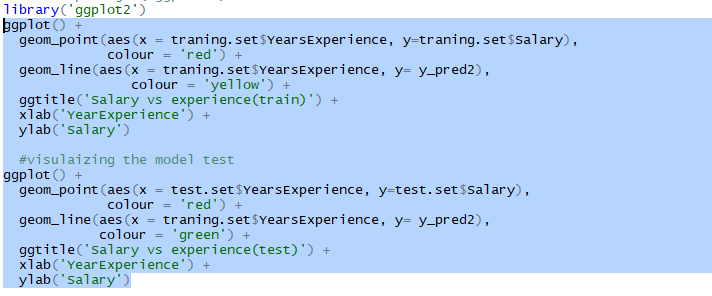 library('ggplot2')
ggplot() +
  geom_point(aes(x = traning.set$YearsExperience, y=traning.set$Salary),
             colour = 'red') +
  geom_line(aes(x = traning.set$YearsExperience, y= y_pred2),
                colour = 'yellow') +
  ggtitle('Salary vs experience(train)') +
  xlab('YearExperience') +
  ylab('Salary')
  #visulaizing the model test
ggplot() +
  geom_point(aes(x = test.set$YearsExperience, y=test.set$Salary),
             colour = 'red') +
  geom_line(aes(x = traning.set$YearsExperience, y= y_pred2),
            colour = 'green') +
  ggtitle('Salary vs experience(test)') +
  xlab('YearExperience') +
  ylab('Salary')